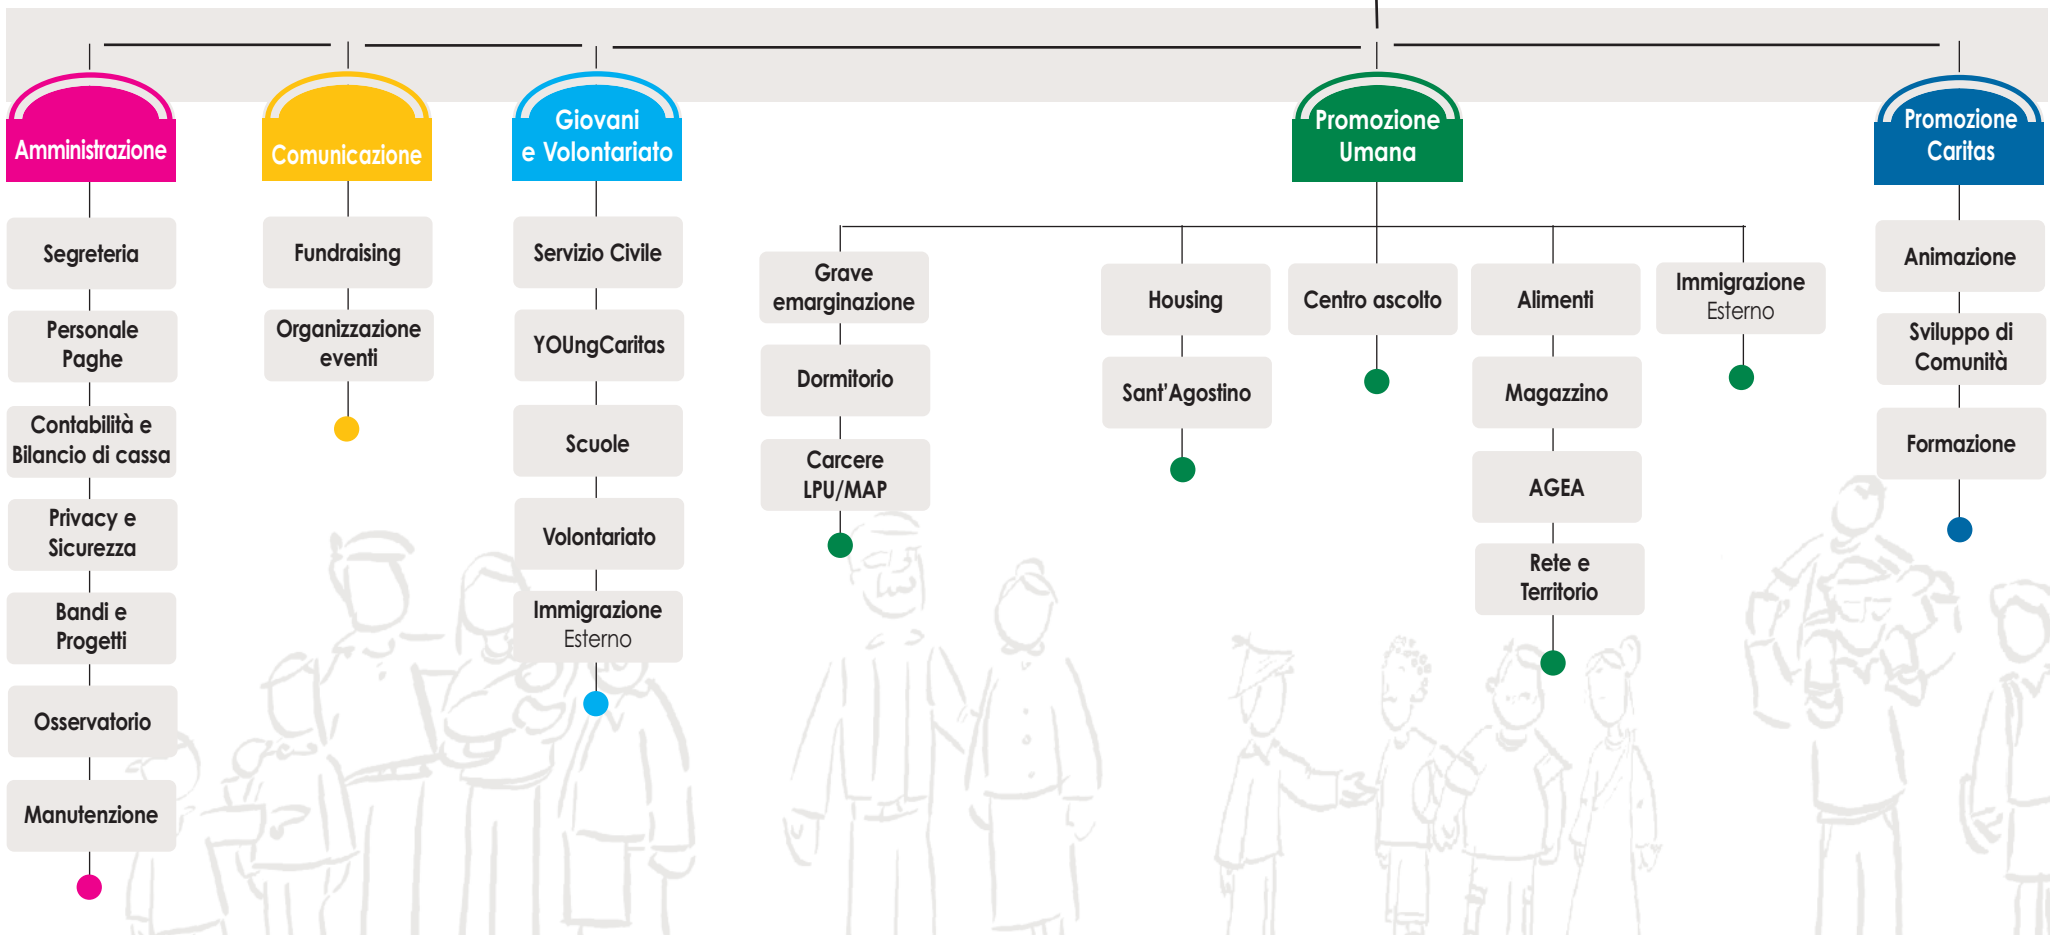 Amministrazione
Segreteria
Personale
Paghe
Contabilità e
Bilancio di cassa
Privacy e
Sicurezza
Bandi e
Progetti
Osservatorio
Manutenzione
Comunicazione
Fundraising
Organizzazione
eventi
Giovani
e Volontariato
Servizio Civile
YOUngCaritas
Scuole
Volontariato
Immigrazione
Esterno
Promozione
Umana
Grave
emarginazione
Dormitorio
Carcere
LPU/MAP
Housing
Sant'Agostino
Centro ascolto
Alimenti
Magazzino
AGEA
Rete e
Territorio
Immigrazione
Esterno
Promozione
Caritas
Animazione
Sviluppo di
Comunità
Formazione